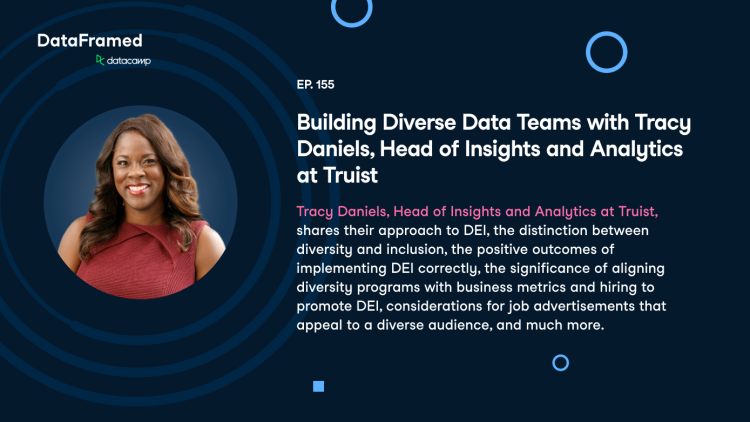 DataFramed
datacamp
EP. 155
Building Diverse Data Teams with Tracy
Daniels, Head of Insights and Analytics
at Truist
Tracy Daniels, Head of Insights and Analytics at Truist,
shares their approach to DEI, the distinction between
diversity and inclusion, the positive outcomes of
implementing DEI correctly, the significance of aligning
diversity programs with business metrics and hiring to
promote DEI, considerations for job advertisements that
appeal to a diverse audience, and much more.